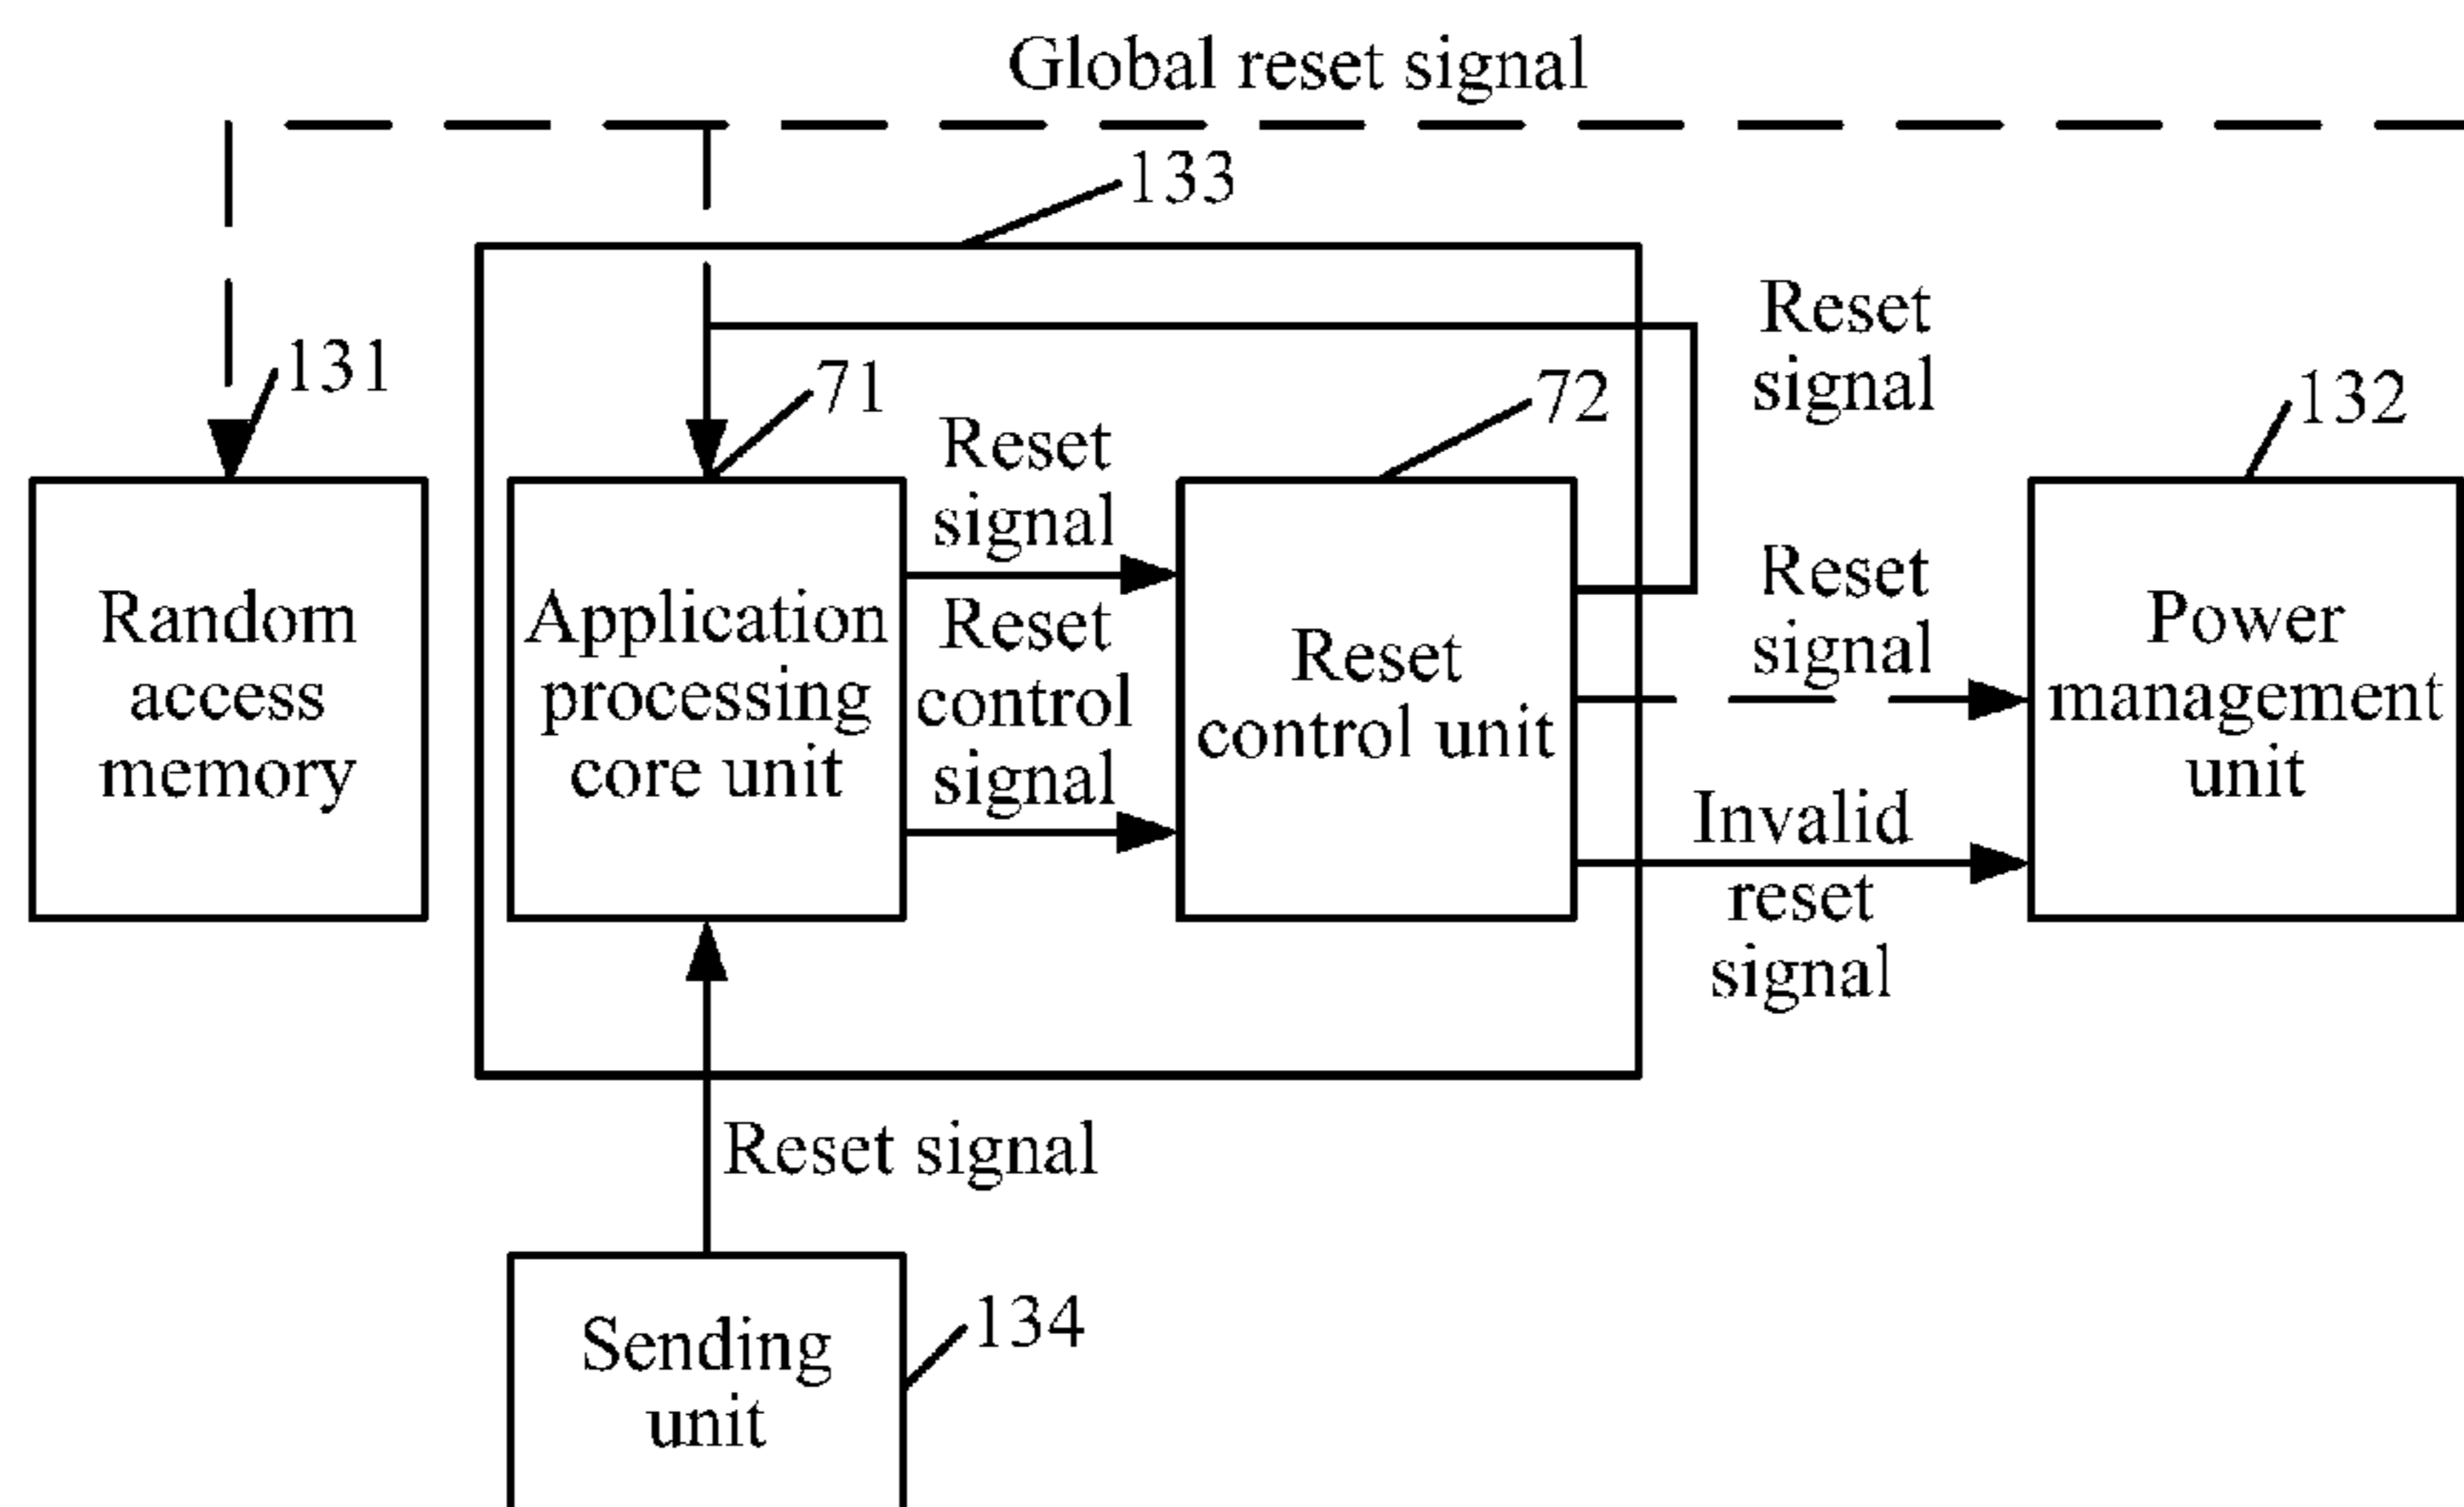 Global reset signal
133
Reset
signal
131
71
72
132
Reset
signal
Random
access
memory
Application
processing
core unit
Reset
control
signal
Reset
control unit
Reset
signal
Power
management
unit
Invalid
reset
signal
Reset signal
134
Sending
unit